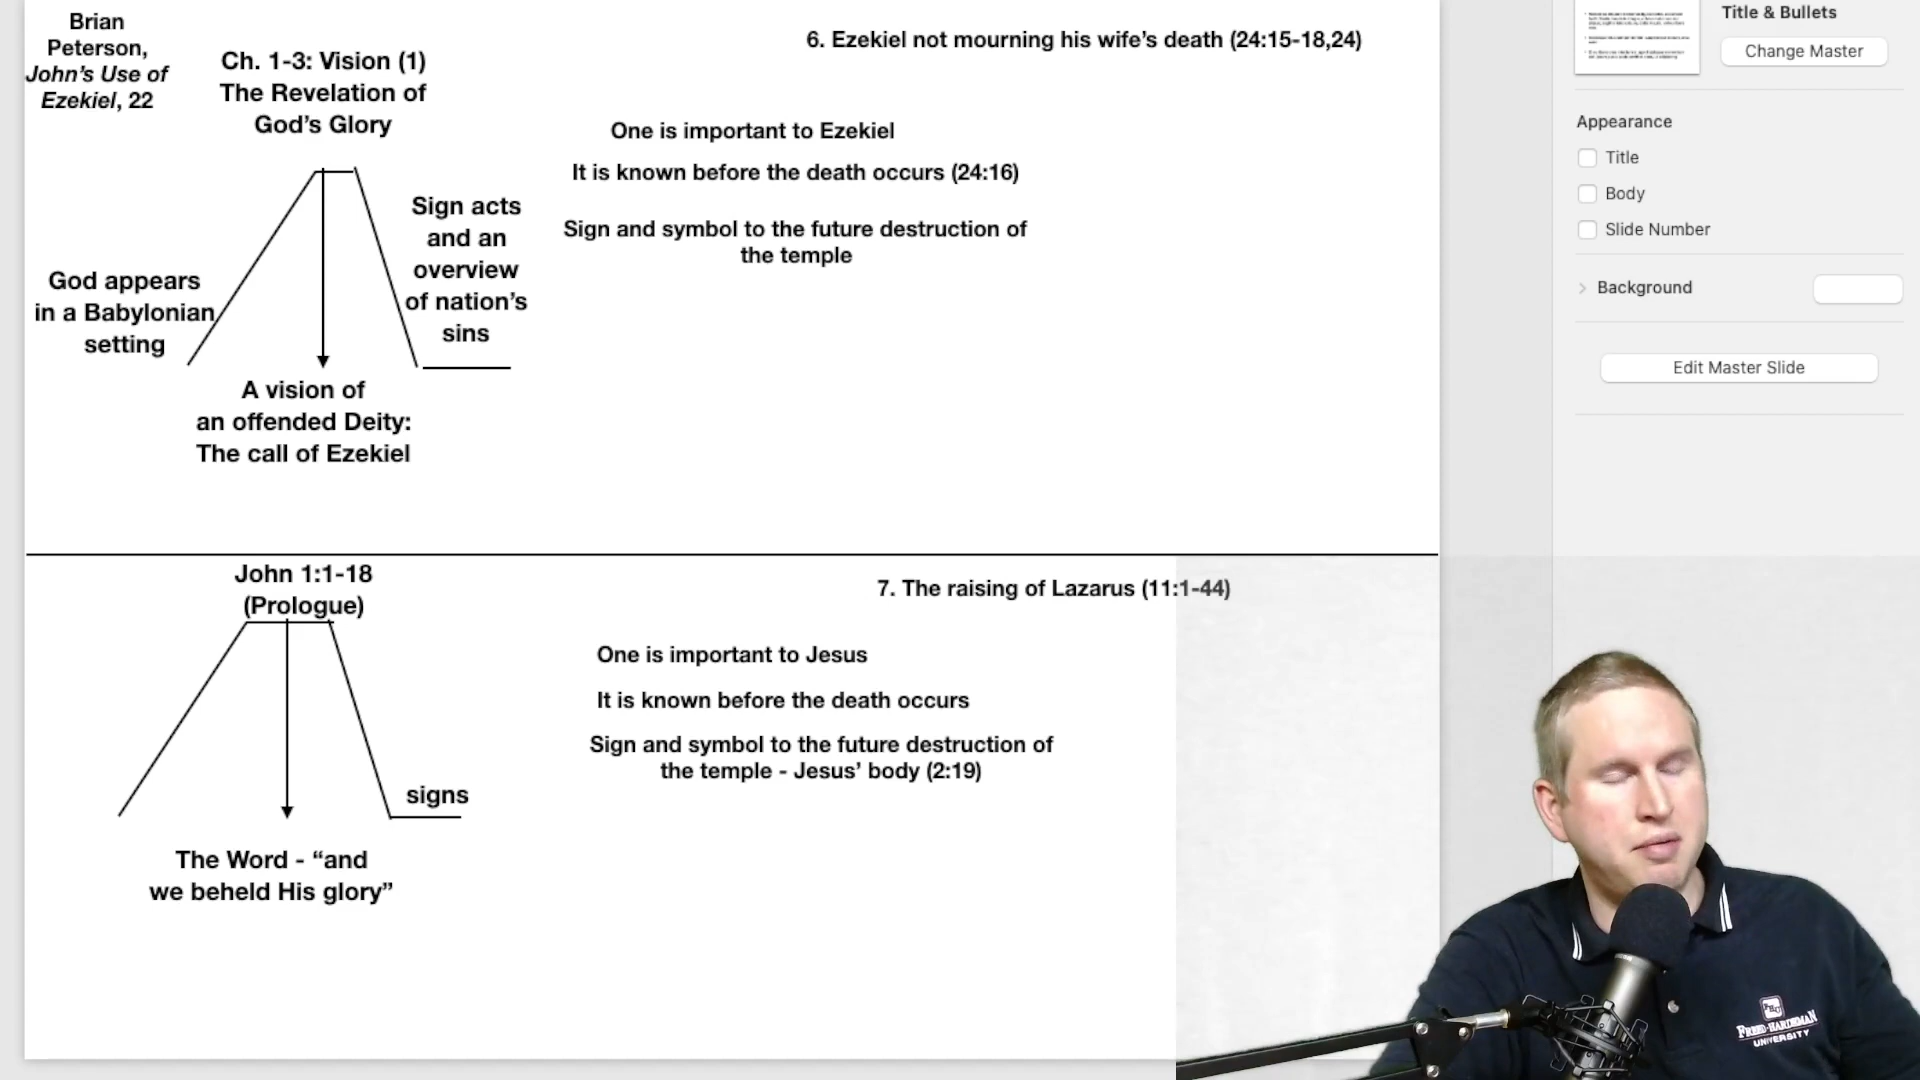 Brian
Peterson,
John's Use of
Ezekiel, 22
Ch. 1-3: Vision (1)
The Revelation of
God's Glory
God appears
in a Babylonian
setting
Sign acts
and an
overview
of nation's
sins
A vision of
an offended Deity:
The call of Ezekiel
6. Ezekiel not mourning his wife's death (24:15-18,24)
One is important to Ezekiel
It is known before the death occurs (24:16)
Sign and symbol to the future destruction of
the temple
John 1:1-18
(Prologue)
signs
The Word - “and
we beheld His glory”
7. The raising of Lazarus (11:1-44)
One is important to Jesus
It is known before the death occurs
Sign and symbol to the future destruction of
the temple - Jesus’ body (2:19)
Title & Bullets
Change Master
Appearance
Title
Body
Slide Number
Background
Edit Master Slide
FHU
FREED-HARDEMAN
UNIVERSITY